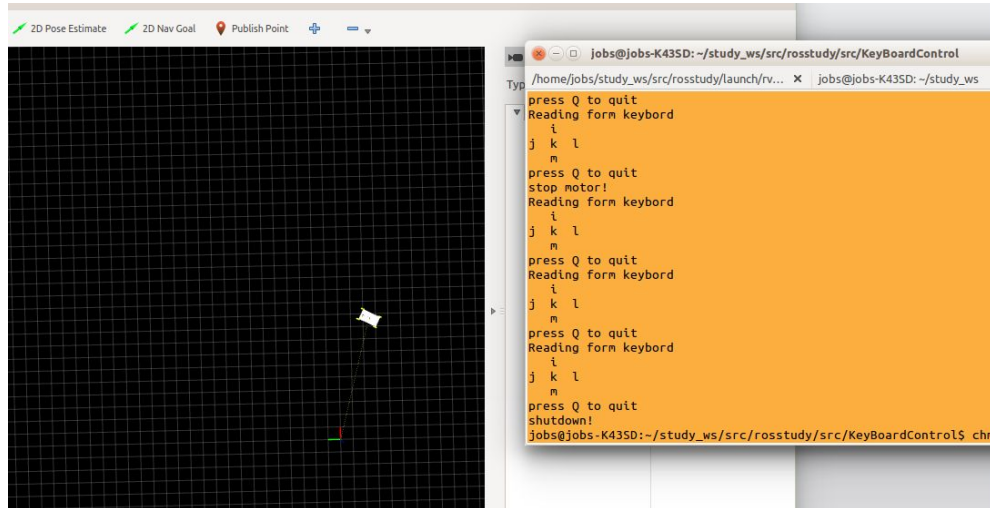 2D Pose Estimate 2D Nav Goal Publish Point
Typ
jobs@jobs-K43SD: ~/study_ws/src/rosstudy/src/KeyBoardControl
/home/jobs/study_ws/src/rosstudy/launch/rv... × jobs@jobs-K43SD: ~/study_ws
press Q to quit
Reading form keybord
i
j k l
m
press Q to quit
stop motor!
Reading form keybord
i
j k l
m
press Q to quit
Reading form keybord
i
j k l
m
press Q to quit
Reading form keybord
i
j k l
m
press Q to quit
shutdown!
jobs@jobs-K43SD:~/study_ws/src/rosstudy/src/KeyBoardControl$ chr